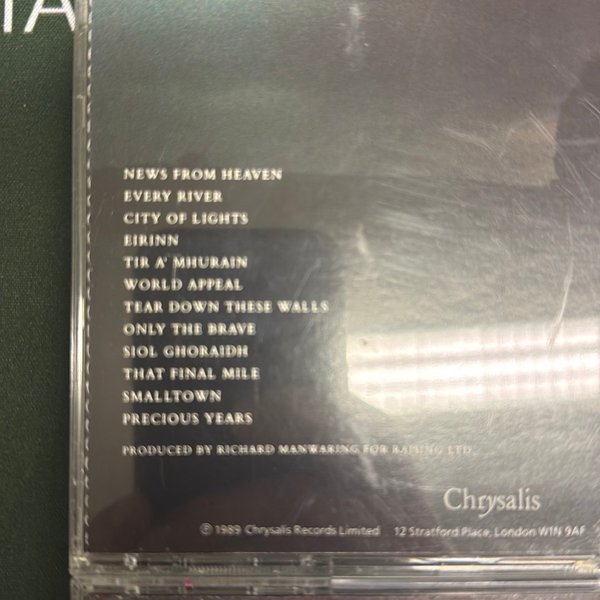 NEWS FROM HEAVEN
EVERY RIVER
CITY OF LIGHTS
EIRINN
TIR A' MHURAIN
WORLD APPEAL
TEAR DOWN THESE WALLS
ONLY THE BRAVE
SIOL GHORAIDH
THAT FINAL MILE
SMALLTOWN
PRECIOUS YEARS
PRODUCED BY RICHARD MANWARING FOR RAISING LTD.
Chrysalis
℗ 1989 Chrysalis Records Limited 12 Stratford Place, London W1N 9AF